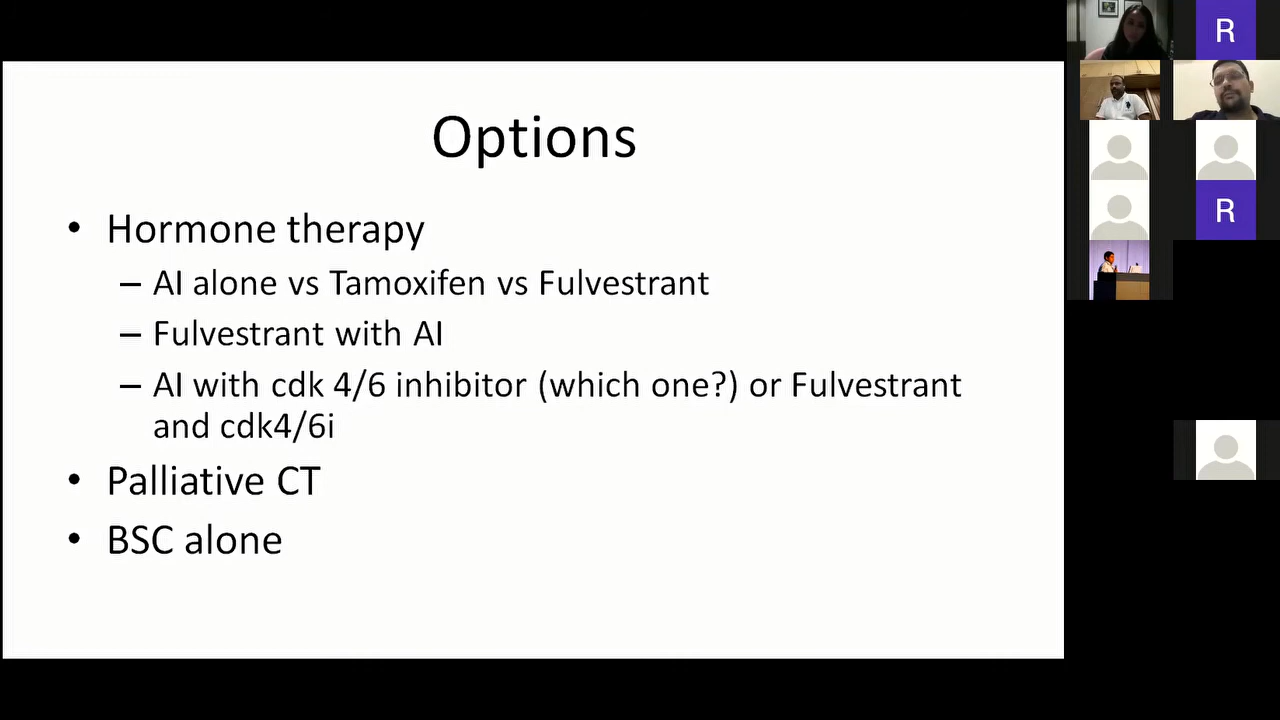 Options
• Hormone therapy
– AI alone vs Tamoxifen vs Fulvestrant
– Fulvestrant with AI
– AI with cdk 4/6 inhibitor (which one?) or Fulvestrant
and cdk4/6i
• Palliative CT
• BSC alone
R
R